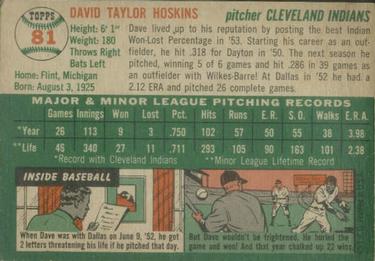 TOPPS
81
DAVID TAYLOR HOSKINS
pitcher CLEVELAND INDIANS
Height: 6' 1"
Weight: 180
Throws Right
Bats Left
Home: Flint, Michigan
Born: August 3, 1925
Dave lived up to his reputation by posting the best Indian
Won-Lost Percentage in '53. Starting his career as an out-
fielder, he hit .318 for Dayton in '50. The next season he
pitched, winning 5 of 6 games and hit .286 in 39 games as
an outfielder with Wilkes-Barre! At Dallas in '52 he had a
2.12 ERA and pitched 26 complete games.
MAJOR & MINOR LEAGUE PITCHING RECORDS
Games Innings Won Lost Pct. Hits Runs E.R. S.O. Walks E.R.A.
*Year 26 113 9 3 .750 102 57 50 55 38 3.98
**Life 46 340 27 11 .711 293 105 90 163 101 2.38
*Record with Cleveland Indians **Minor League Lifetime Record
INSIDE BASEBALL
When Dave was with Dallas on June 9, '52, he got
2 letters threatening his life if he pitched that day.
But Dave wouldn't be frightened. He hurled the
game and won! And that year chalked up 22 wins.